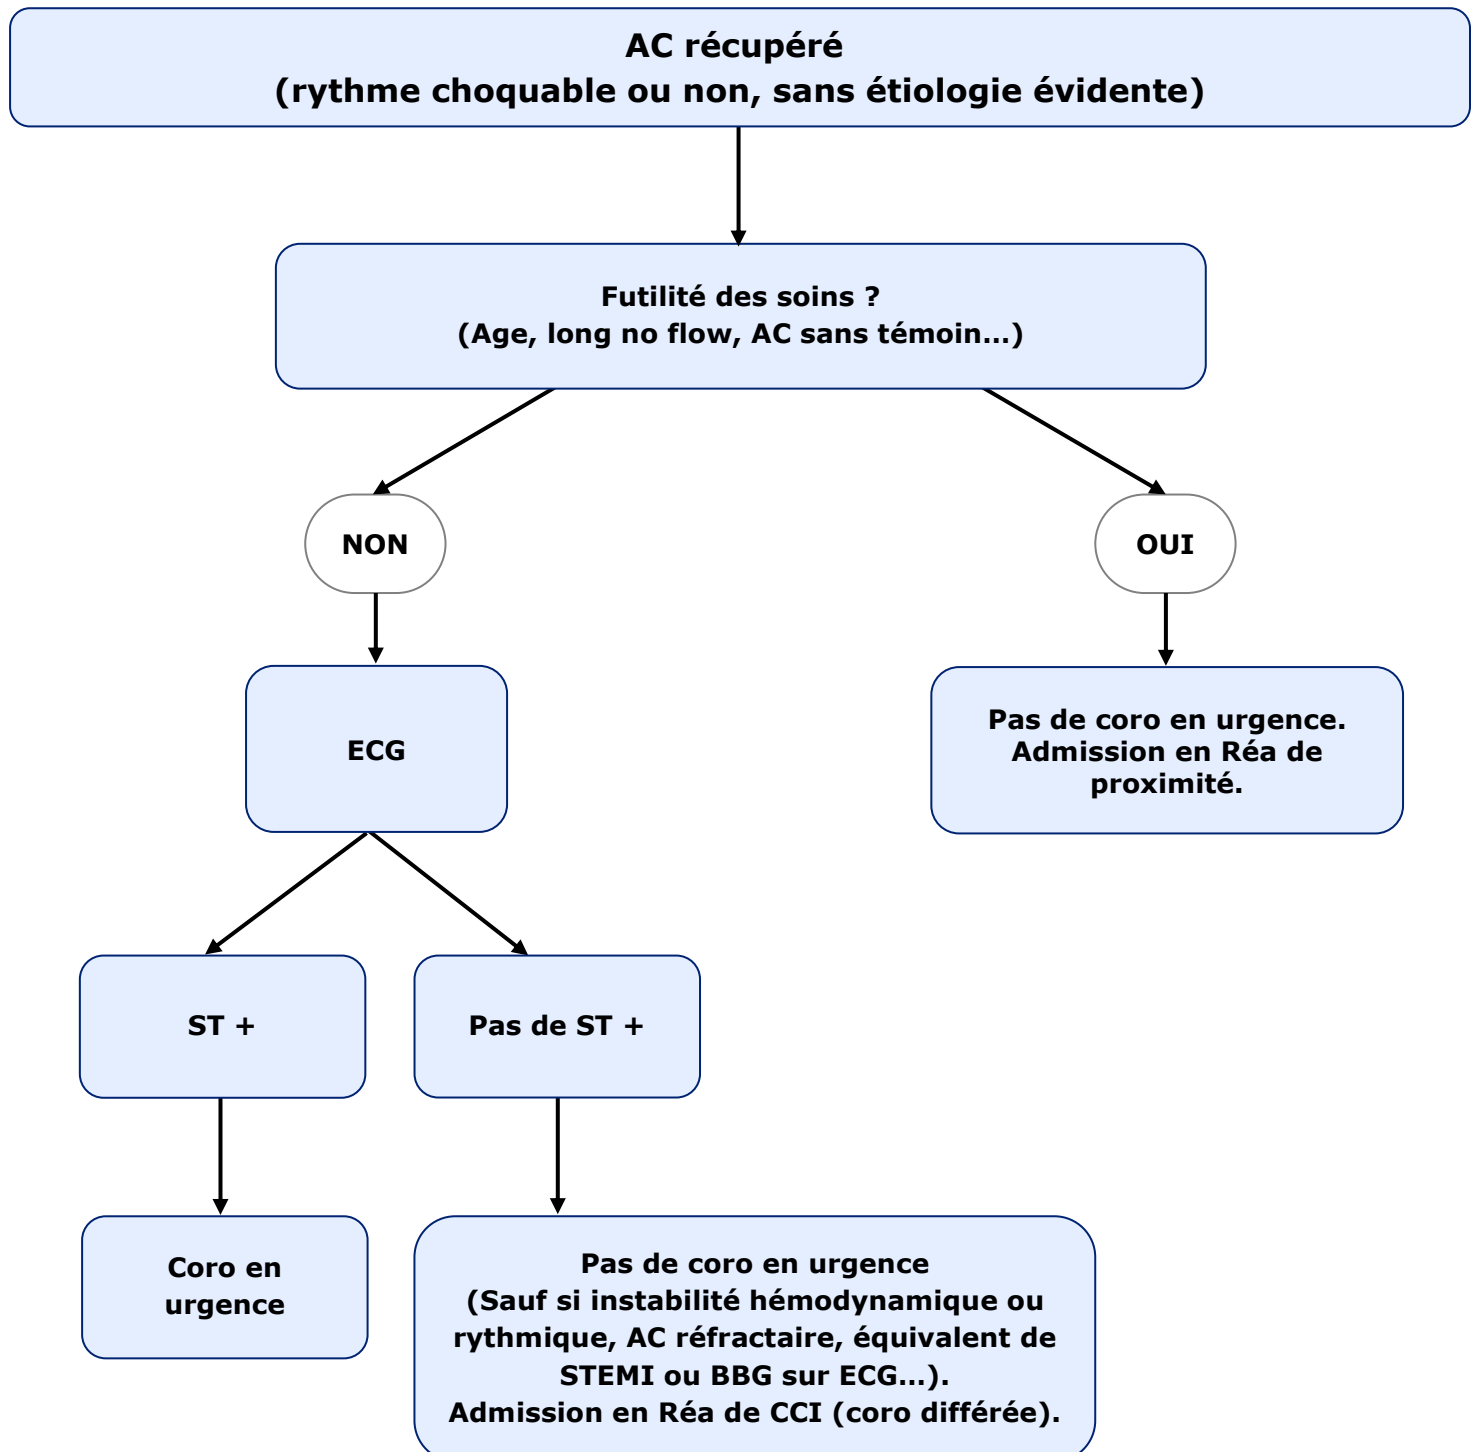 AC récupéré
(rythme choquable ou non, sans étiologie évidente)
Futilité des soins ?
(Age, long no flow, AC sans témoin…)
NON
OUI
ECG
Pas de coro en urgence.
Admission en Réa de
proximité.
ST +
Pas de ST +
Coro en
urgence
Pas de coro en urgence
(Sauf si instabilité hémodynamique ou
rythmique, AC réfractaire, équivalent de
STEMI ou BBG sur ECG…).
Admission en Réa de CCI (coro différée).